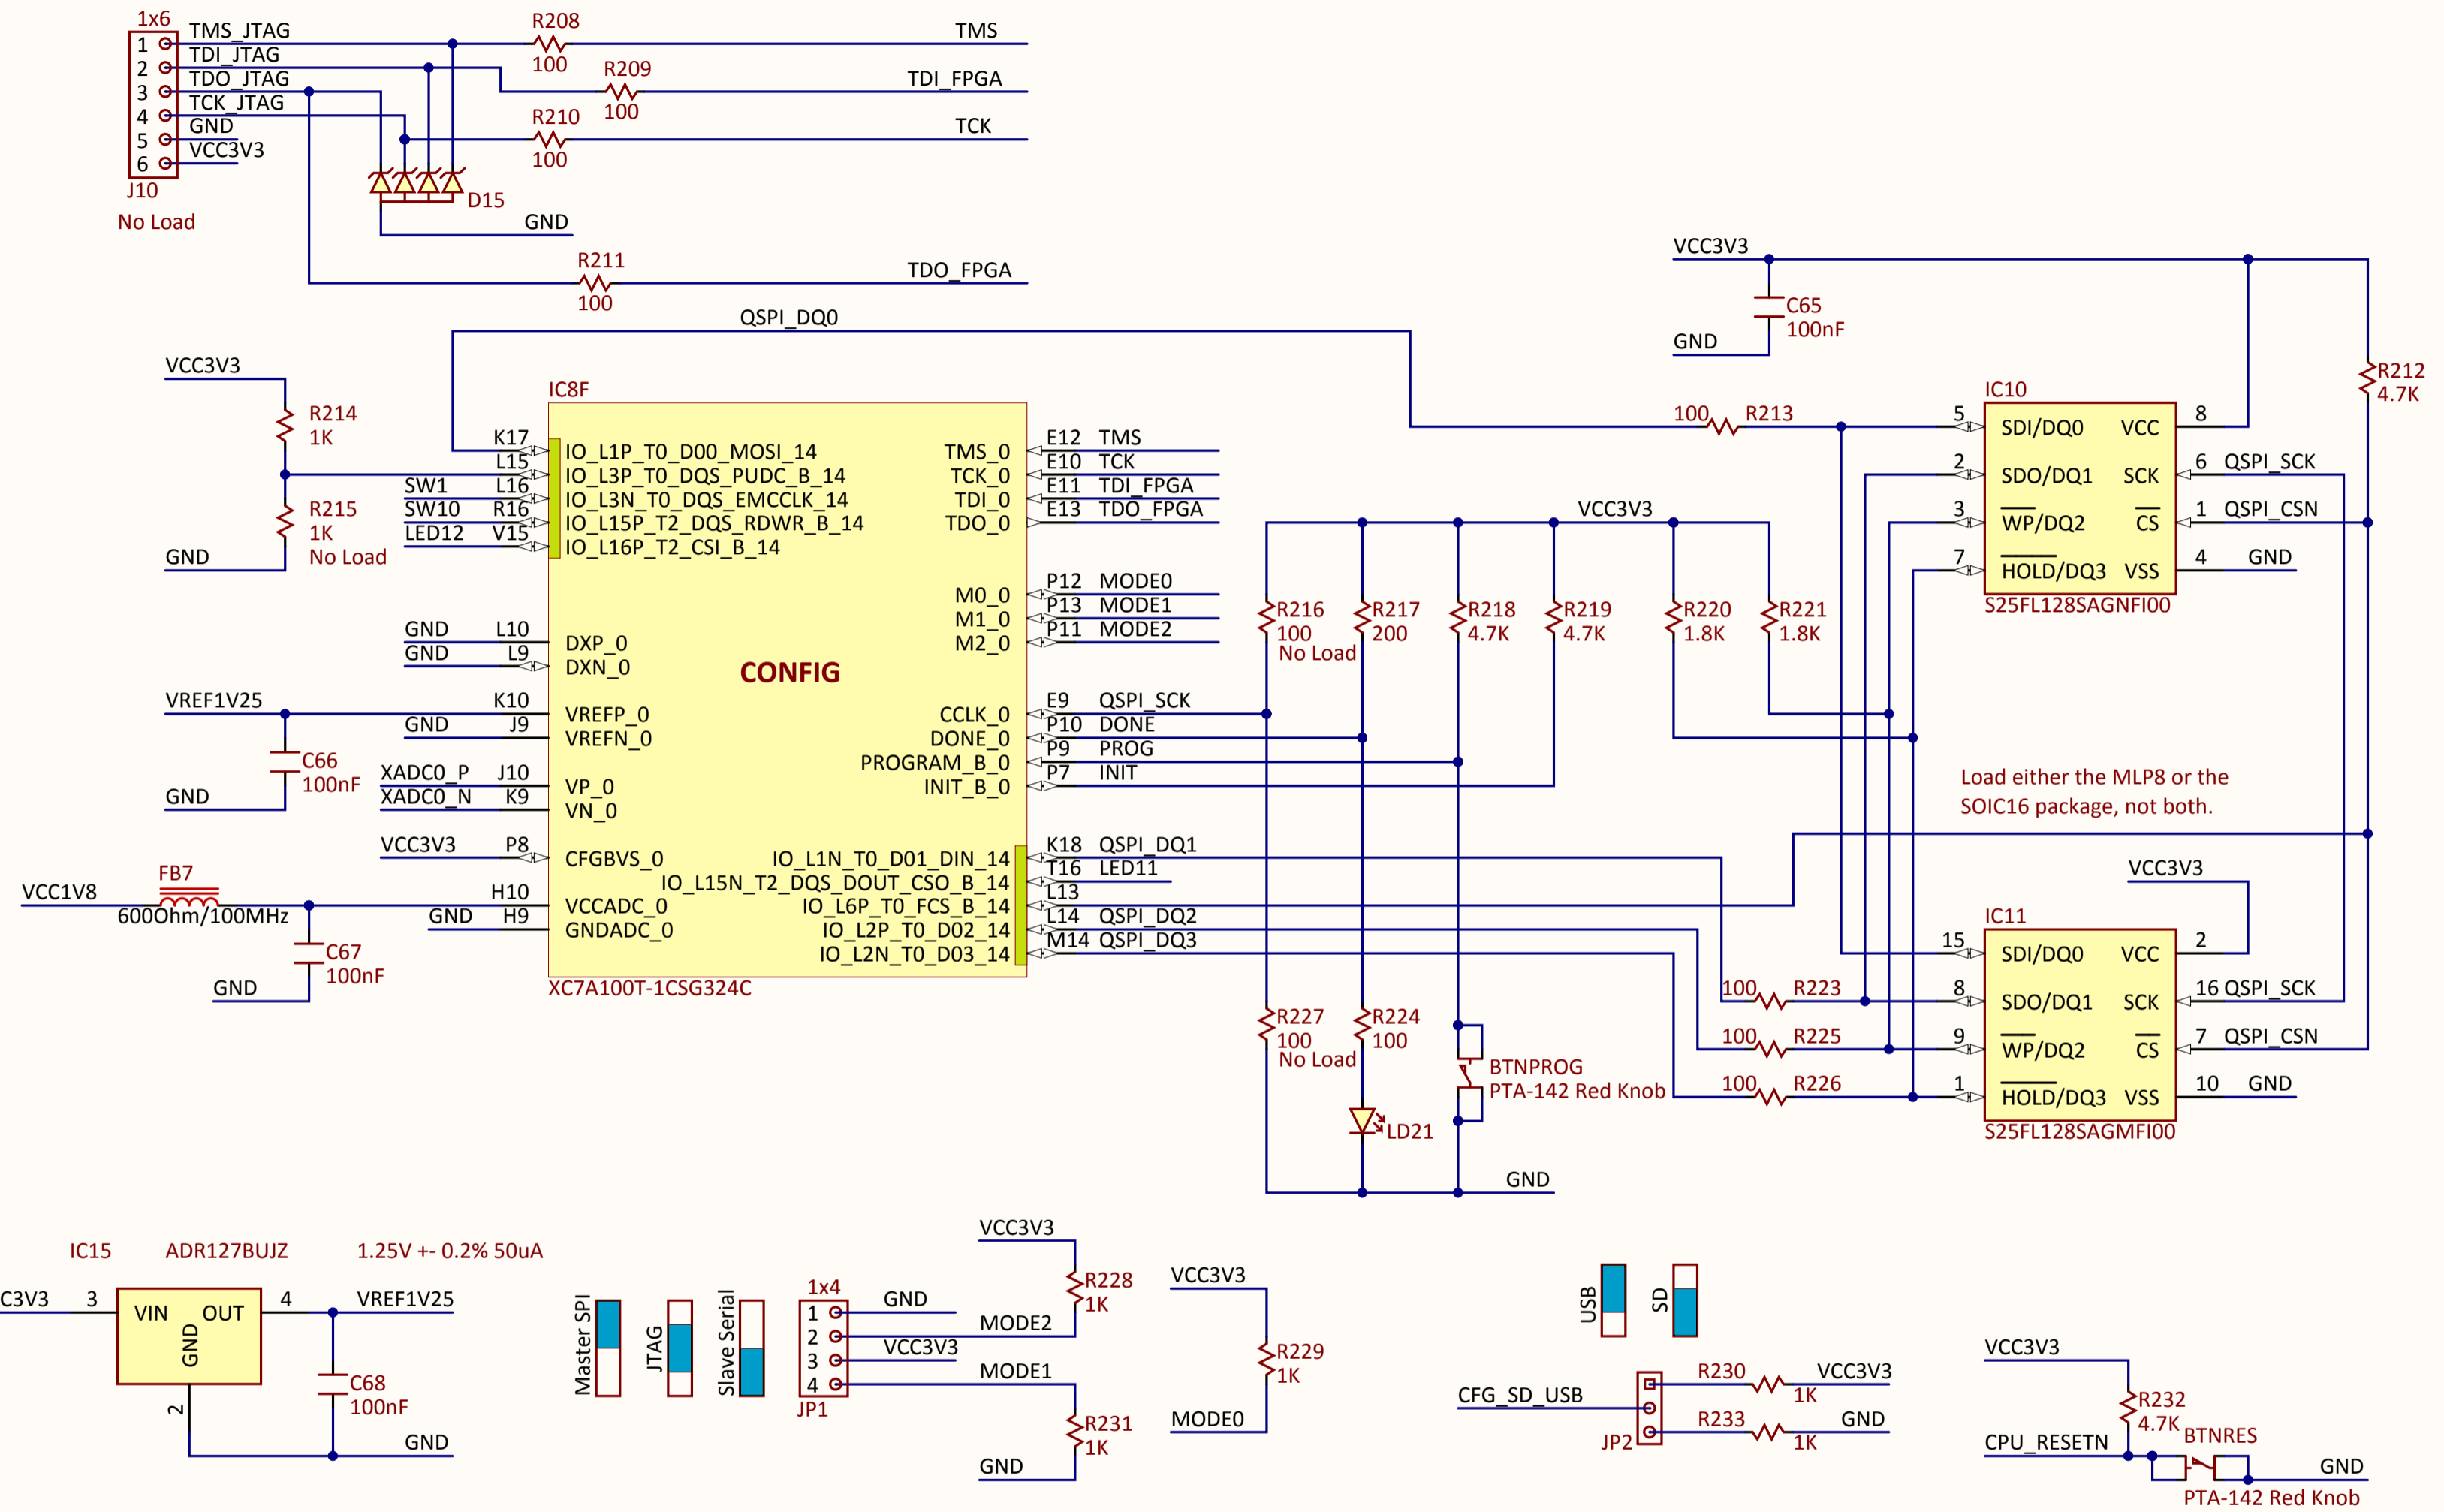 1x6
1 TMS_JTAG
2 TDI_JTAG
3 TDO_JTAG
4 TCK_JTAG
5 GND
6 VCC3V3
J10
No Load
R208
100
TMS
R209
100
TDI_FPGA
R210
100
TCK
D15
GND
R211
100
TDO_FPGA
QSPI_DQ0
VCC3V3
R214
1K
R215
1K
No Load
GND
SW1
SW10
LED12
GND
GND
VREF1V25
GND
C66
100nF
GND
XADC0_P
XADC0_N
VCC3V3
FB7
VCC1V8
600Ohm/100MHz
GND
C67
100nF
GND
IC8F
K17 IO_L1P_T0_D00_MOSI_14
L15 IO_L3P_T0_DQS_PUDC_B_14
L16 IO_L3N_T0_DQS_EMCCLK_14
R16 IO_L15P_T2_DQS_RDWR_B_14
V15 IO_L16P_T2_CSI_B_14
L10 DXP_0
L9 DXN_0
K10 VREFP_0
J9 VREFN_0
J10 VP_0
K9 VN_0
P8 CFGBVS_0
H10 VCCADC_0
H9 GNDADC_0
CONFIG
TMS_0 E12 TMS
TCK_0 E10 TCK
TDI_0 E11 TDI_FPGA
TDO_0 E13 TDO_FPGA
M0_0 P12 MODE0
M1_0 P13 MODE1
M2_0 P11 MODE2
CCLK_0 E9 QSPI_SCK
DONE_0 P10 DONE
PROGRAM_B_0 P9 PROG
INIT_B_0 P7 INIT
IO_L1N_T0_D01_DIN_14 K18 QSPI_DQ1
IO_L15N_T2_DQS_DOUT_CSO_B_14 T16 LED11
IO_L6P_T0_FCS_B_14 L13
IO_L2P_T0_D02_14 L14 QSPI_DQ2
IO_L2N_T0_D03_14 M14 QSPI_DQ3
XC7A100T-1CSG324C
VCC3V3
R216
100
No Load
R217
200
R218
4.7K
R219
4.7K
R220
1.8K
R221
1.8K
R227
100
No Load
R224
100
LD21
BTNPROG
PTA-142 Red Knob
GND
VCC3V3
C65
100nF
GND
R212
4.7K
100 R213
IC10
5 SDI/DQ0 VCC 8
2 SDO/DQ1 SCK 6 QSPI_SCK
3 WP/DQ2 CS 1 QSPI_CSN
7 HOLD/DQ3 VSS 4 GND
S25FL128SAGNFI00
Load either the MLP8 or the
SOIC16 package, not both.
VCC3V3
IC11
15 SDI/DQ0 VCC 2
100 R223 8 SDO/DQ1 SCK 16 QSPI_SCK
100 R225 9 WP/DQ2 CS 7 QSPI_CSN
100 R226 1 HOLD/DQ3 VSS 10 GND
S25FL128SAGMFI00
IC15 ADR127BUJZ 1.25V +- 0.2% 50uA
C3V3 3 VIN OUT 4 VREF1V25
GND
2
C68
100nF
GND
Master SPI
JTAG
Slave Serial
1x4
1 GND
2 MODE2
3 VCC3V3
4 MODE1
JP1
VCC3V3
R228
1K
R231
1K
GND
VCC3V3
R229
1K
MODE0
USB
SD
CFG_SD_USB
JP2
R230 VCC3V3
1K
R233 GND
1K
VCC3V3
R232
4.7K
CPU_RESETN
BTNRES
GND
PTA-142 Red Knob